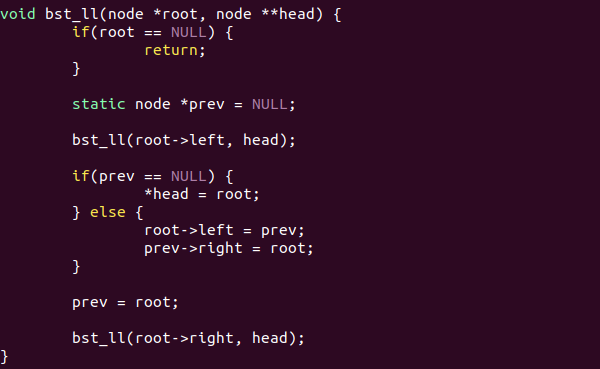 void bst_ll(node *root, node **head) {
        if(root == NULL) {
                return;
        }

        static node *prev = NULL;

        bst_ll(root->left, head);

        if(prev == NULL) {
                *head = root;
        } else {
                root->left = prev;
                prev->right = root;
        }

        prev = root;

        bst_ll(root->right, head);
}